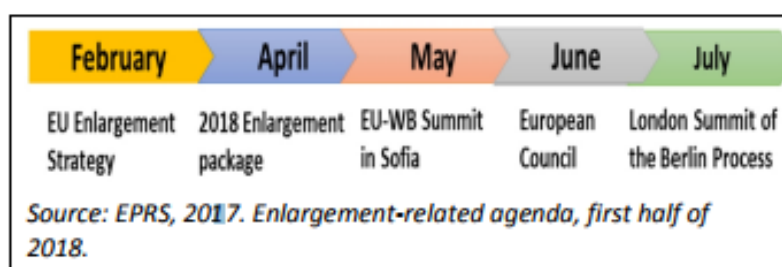 February April May June July
EU Enlargement 2018 Enlargement EU-WB Summit European London Summit of
Strategy package in Sofia Council the Berlin Process
Source: EPRS, 2017. Enlargement-related agenda, first half of
2018.